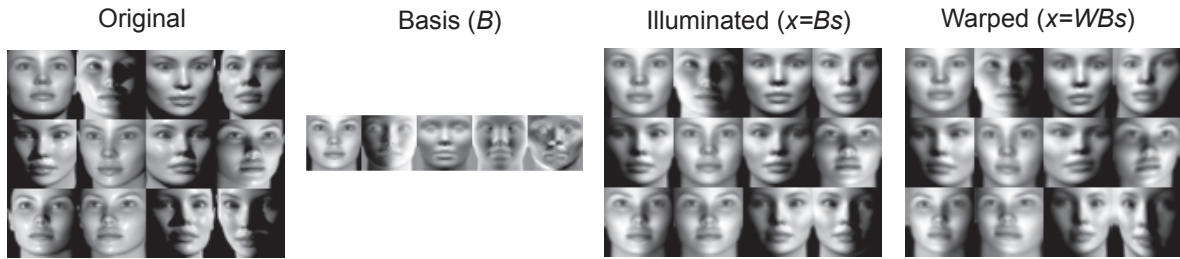 Original
Basis (B)
Illuminated (x=Bs)
Warped (x=WBs)